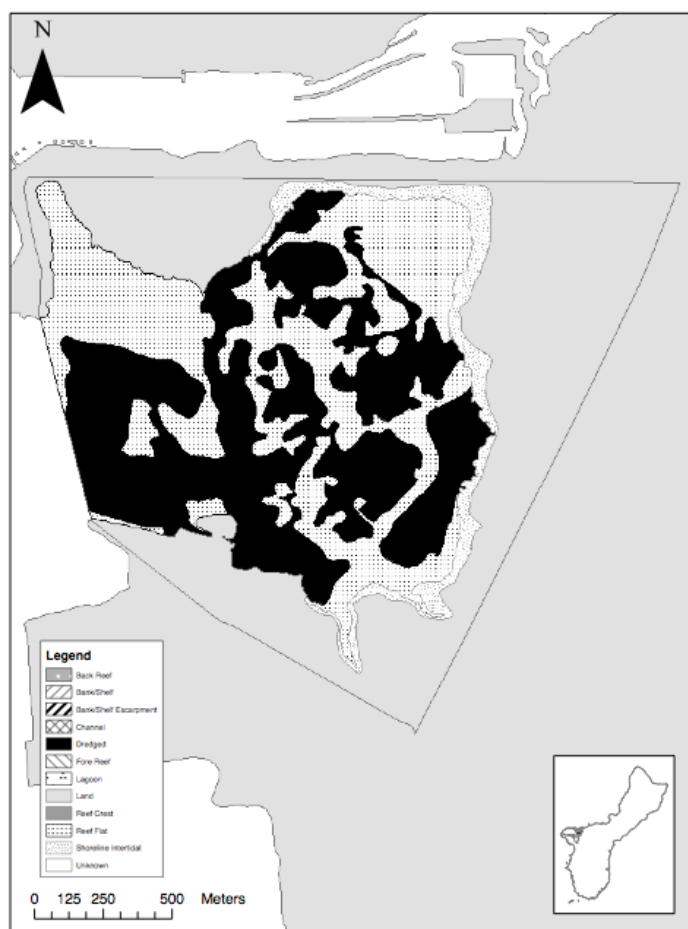 N
Legend
Back Reef
Bank/Shelf
Bank/Shelf Escarpment
Channel
Dredged
Fore Reef
Lagoon
Land
Reef Crest
Reef Flat
Shoreline Intertidal
Unknown
0 125 250 500 Meters